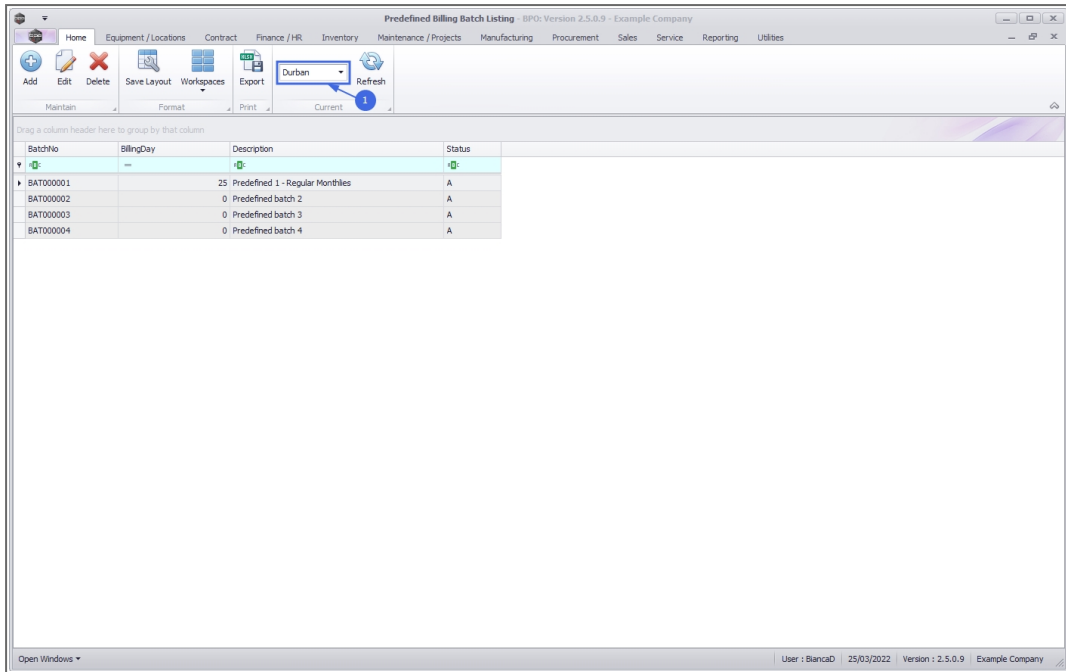 Predefined Billing Batch Listing - BPO: Version 2.5.0.9 - Example Company
Home Equipment / Locations Contract Finance / HR Inventory Maintenance / Projects Manufacturing Procurement Sales Service Reporting Utilities
Add Edit Delete Save Layout Workspaces Export Durban Refresh
1
Maintain Format Print Current
Drag a column header here to group by that column
BatchNo BillingDay Description Status
BAT000001 25 Predefined 1 - Regular Monthlies A
BAT000002 0 Predefined batch 2 A
BAT000003 0 Predefined batch 3 A
BAT000004 0 Predefined batch 4 A
Open Windows User : BiancaD 25/03/2022 Version : 2.5.0.9 Example Company